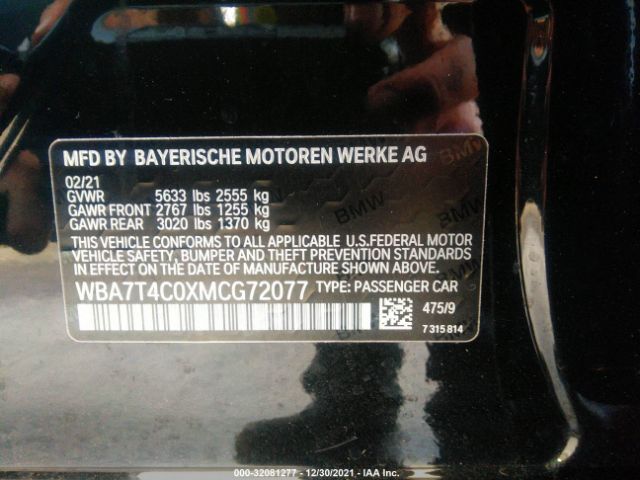 MFD BY BAYERISCHE MOTOREN WERKE AG
02/21
GVWR 5633 lbs 2555 kg
GAWR FRONT 2767 lbs 1255 kg
GAWR REAR 3020 lbs 1370 kg
THIS VEHICLE CONFORMS TO ALL APPLICABLE U.S.FEDERAL MOTOR
VEHICLE SAFETY, BUMPER AND THEFT PREVENTION STANDARDS
IN EFFECT ON THE DATE OF MANUFACTURE SHOWN ABOVE.
WBA7T4C0XMCG72077 TYPE: PASSENGER CAR
475/9
7 315 814
BMW
BMW
BMW
000-32081277 - 12/30/2021 - IAA Inc.